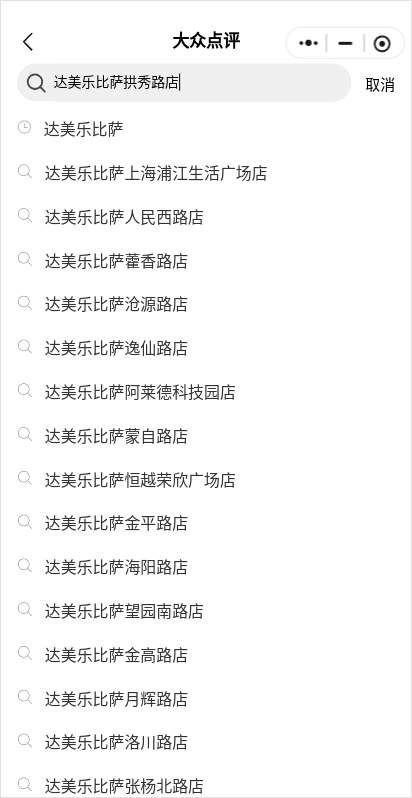 大众点评
达美乐比萨拱秀路店
取消
达美乐比萨
达美乐比萨上海浦江生活广场店
达美乐比萨人民西路店
达美乐比萨藿香路店
达美乐比萨沧源路店
达美乐比萨逸仙路店
达美乐比萨阿莱德科技园店
达美乐比萨蒙自路店
达美乐比萨恒越荣欣广场店
达美乐比萨金平路店
达美乐比萨海阳路店
达美乐比萨望园南路店
达美乐比萨金高路店
达美乐比萨月辉路店
达美乐比萨洛川路店
达美乐比萨张杨北路店